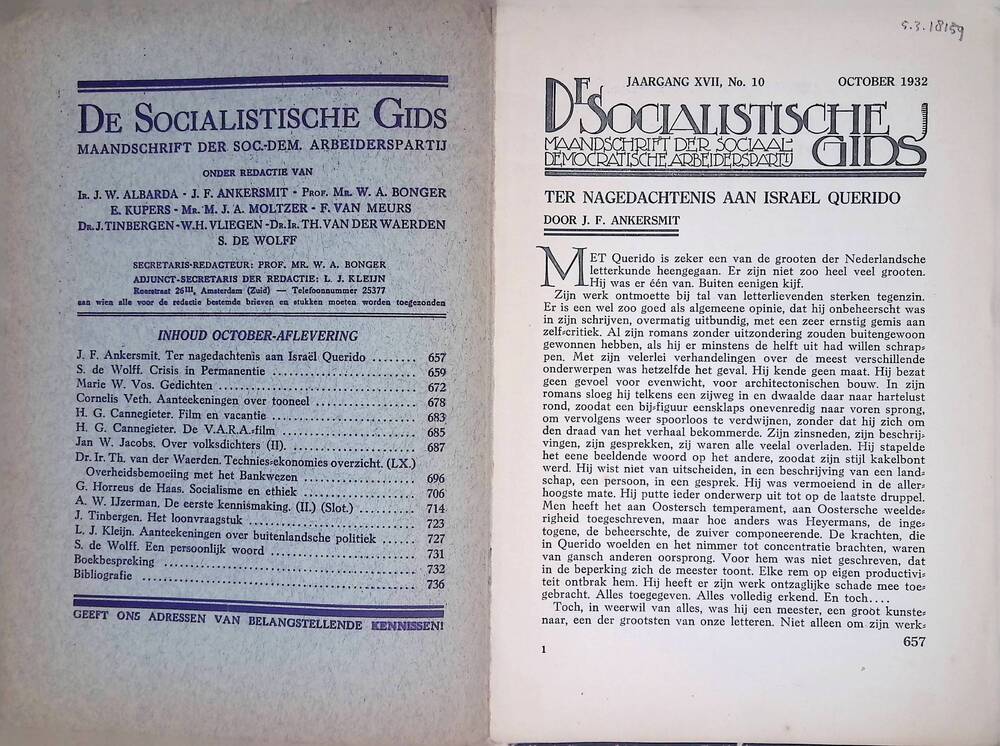 DE SOCIALISTISCHE GIDS
MAANDSCHRIFT DER SOC.-DEM. ARBEIDERSPARTIJ
ONDER REDACTIE VAN
IR. J. W. ALBARDA - J. F. ANKERSMIT - PROF. MR. W. A. BONGER
E. KUPERS - MR. M. J. A. MOLTZER - F. VAN MEURS
DR. J. TINBERGEN - W. H. VLIEGEN - DR. IR. TH. VAN DER WAERDEN
S. DE WOLFF
SECRETARIS-REDACTEUR: PROF. MR. W. A. BONGER
ADJUNCT-SECRETARIS DER REDACTIE: L. J. KLEIJN
Roerstraat 26III, Amsterdam (Zuid) — Telefoonnummer 25377
aan wien alle voor de redactie bestemde brieven en stukken moeten worden toegezonden
INHOUD OCTOBER-AFLEVERING
J. F. Ankersmit. Ter nagedachtenis aan Israël Querido ........ 657
S. de Wolff. Crisis in Permanentie ........ 659
Marie W. Vos. Gedichten ........ 672
Cornelis Veth. Aanteekeningen over tooneel ........ 678
H. G. Cannegieter. Film en vacantie ........ 683
H. G. Cannegieter. De V.A.R.A.-film ........ 685
Jan W. Jacobs. Over volksdichters (II). ........ 687
Dr. Ir. Th. van der Waerden. Technies-ekonomies overzicht. (LX.)
Overheidsbemoeiing met het Bankwezen ........ 696
G. Horreus de Haas. Socialisme en ethiek ........ 706
A. W. IJzerman. De eerste kennismaking. (II.) (Slot.) ........ 714
J. Tinbergen. Het loonvraagstuk ........ 723
L. J. Kleijn. Aanteekeningen over buitenlandsche politiek ........ 727
S. de Wolff. Een persoonlijk woord ........ 731
Boekbespreking ........ 732
Bibliografie ........ 736
GEEFT ONS ADRESSEN VAN BELANGSTELLENDE KENNISSEN!
S.3.18159
JAARGANG XVII, No. 10 OCTOBER 1932
DE SOCIALISTISCHE
MAANDSCHRIFT DER SOCIAAL
DEMOCRATISCHE ARBEIDERSPARTIJ GIDS
TER NAGEDACHTENIS AAN ISRAEL QUERIDO
DOOR J. F. ANKERSMIT
MET Querido is zeker een van de grooten der Nederlandsche
letterkunde heengegaan. Er zijn niet zoo heel veel grooten.
Hij was er één van. Buiten eenigen kijf.
Zijn werk ontmoette bij tal van letterlievenden sterken tegenzin.
Er is een wel zoo goed als algemeene opinie, dat hij onbeheerscht was
in zijn schrijven, overmatig uitbundig, met een zeer ernstig gemis aan
zelf-critiek. Al zijn romans zonder uitzondering zouden buitengewoon
gewonnen hebben, als hij er minstens de helft uit had willen schrap-
pen. Met zijn velerlei verhandelingen over de meest verschillende
onderwerpen was hetzelfde het geval. Hij kende geen maat. Hij bezat
geen gevoel voor evenwicht, voor architectonischen bouw. In zijn
romans sloeg hij telkens een zijweg in en dwaalde daar naar hartelust
rond, zoodat een bij-figuur eensklaps onevenredig naar voren sprong,
om vervolgens weer spoorloos te verdwijnen, zonder dat hij zich om
den draad van het verhaal bekommerde. Zijn zinsneden, zijn beschrij-
vingen, zijn gesprekken, zij waren alle veelal overladen. Hij stapelde
het eene beeldende woord op het andere, zoodat zijn stijl kakelbont
werd. Hij wist niet van uitscheiden, in een beschrijving van een land-
schap, een persoon, in een gesprek. Hij was vermoeiend in de aller-
hoogste mate. Hij putte ieder onderwerp uit tot op de laatste druppel.
Men heeft het aan Oostersch temperament, aan Oostersche weelde-
righeid toegeschreven, maar hoe anders was Heyermans, de inge-
togene, de beheerschte, de zuiver componeerende. De krachten, die
in Querido woelden en het nimmer tot concentratie brachten, waren
van gansch anderen oorsprong. Voor hem was niet geschreven, dat
in de beperking zich de meester toont. Elke rem op eigen productivi-
teit ontbrak hem. Hij heeft er zijn werk ontzaglijke schade mee toe-
gebracht. Alles toegegeven. Alles volledig erkend. En toch....
Toch, in weerwil van alles, was hij een meester, een groot kunste-
naar, een der grootsten van onze letteren. Niet alleen om zijn werk-
1
657